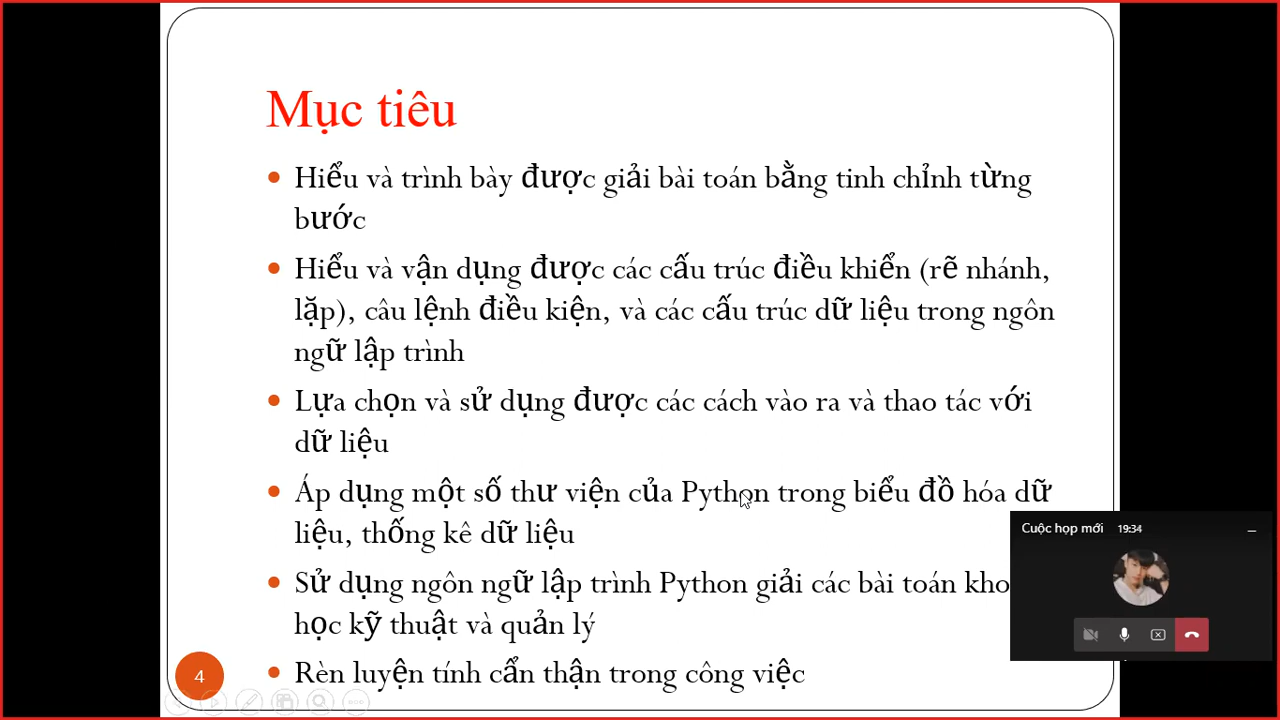 Mục tiêu
Hiểu và trình bày được giải bài toán bằng tinh chỉnh từng
bước
Hiểu và vận dụng được các cấu trúc điều khiển (rẽ nhánh,
lặp), câu lệnh điều kiện, và các cấu trúc dữ liệu trong ngôn
ngữ lập trình
Lựa chọn và sử dụng được các cách vào ra và thao tác với
dữ liệu
Áp dụng một số thư viện của Python trong biểu đồ hóa dữ
liệu, thống kê dữ liệu
Sử dụng ngôn ngữ lập trình Python giải các bài toán
học kỹ thuật và quản lý
Rèn luyện tính cẩn thận trong công việc
4
Cuộc họp mới 19:34